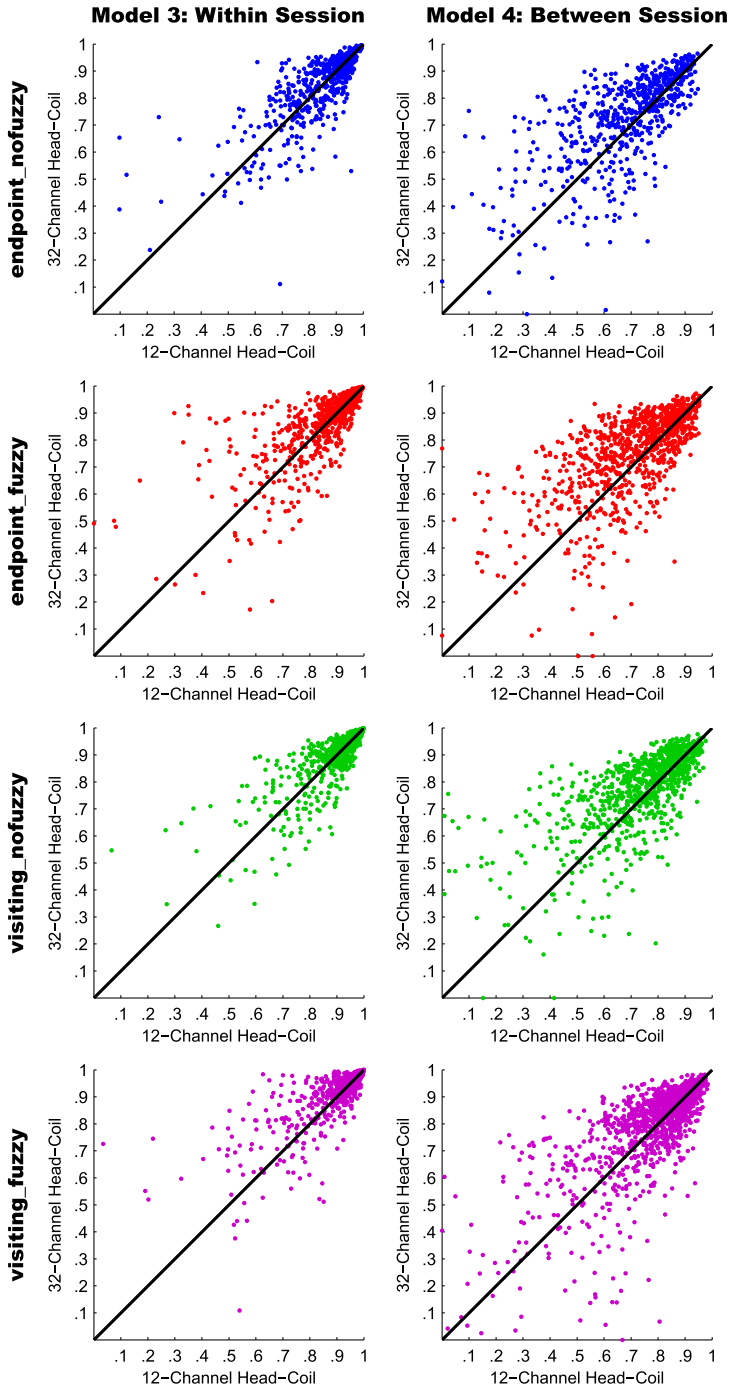 Model 3: Within Session
Model 4: Between Session
endpoint_nofuzzy
32−Channel Head−Coil
1
.9
.8
.7
.6
.5
.4
.3
.2
.1
.1 .2 .3 .4 .5 .6 .7 .8 .9 1
12−Channel Head−Coil
32−Channel Head−Coil
1
.9
.8
.7
.6
.5
.4
.3
.2
.1
.1 .2 .3 .4 .5 .6 .7 .8 .9 1
12−Channel Head−Coil
endpoint_fuzzy
32−Channel Head−Coil
1
.9
.8
.7
.6
.5
.4
.3
.2
.1
.1 .2 .3 .4 .5 .6 .7 .8 .9 1
12−Channel Head−Coil
32−Channel Head−Coil
1
.9
.8
.7
.6
.5
.4
.3
.2
.1
.1 .2 .3 .4 .5 .6 .7 .8 .9 1
12−Channel Head−Coil
visiting_nofuzzy
32−Channel Head−Coil
1
.9
.8
.7
.6
.5
.4
.3
.2
.1
.1 .2 .3 .4 .5 .6 .7 .8 .9 1
12−Channel Head−Coil
32−Channel Head−Coil
1
.9
.8
.7
.6
.5
.4
.3
.2
.1
.1 .2 .3 .4 .5 .6 .7 .8 .9 1
12−Channel Head−Coil
visiting_fuzzy
32−Channel Head−Coil
1
.9
.8
.7
.6
.5
.4
.3
.2
.1
.1 .2 .3 .4 .5 .6 .7 .8 .9 1
12−Channel Head−Coil
32−Channel Head−Coil
1
.9
.8
.7
.6
.5
.4
.3
.2
.1
.1 .2 .3 .4 .5 .6 .7 .8 .9 1
12−Channel Head−Coil